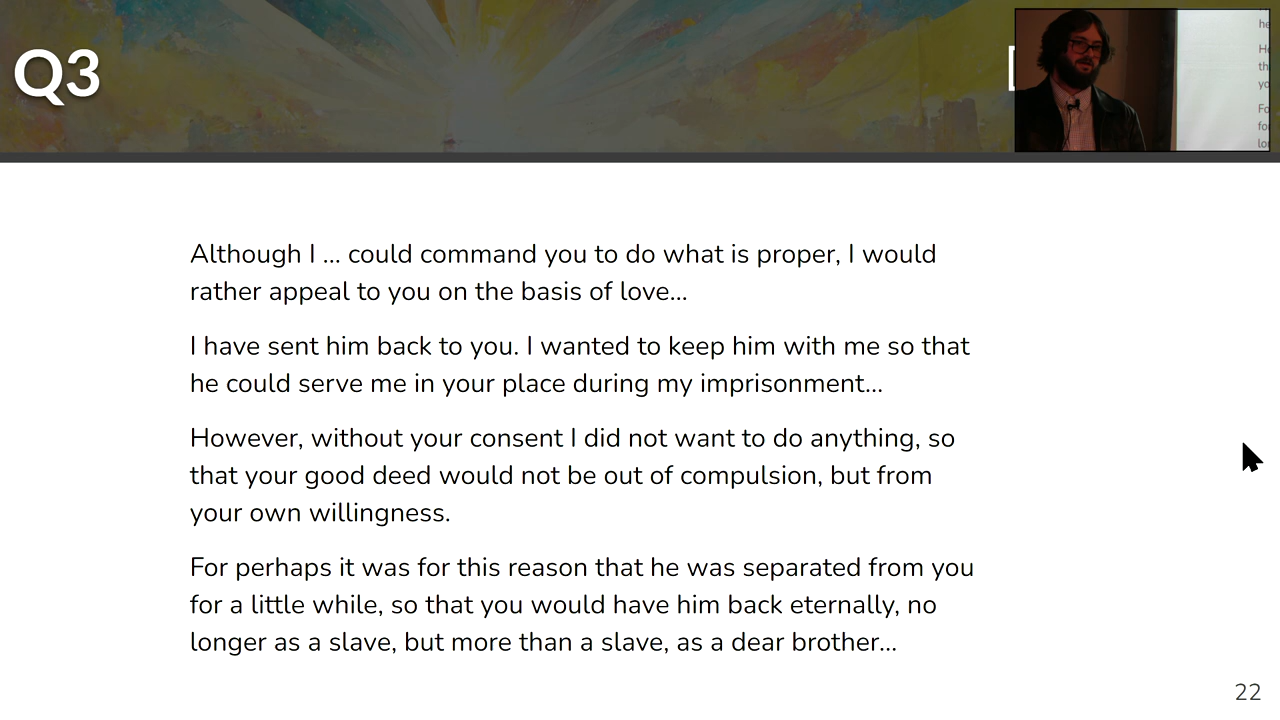 Q3
Although I ... could command you to do what is proper, I would
rather appeal to you on the basis of love...
I have sent him back to you. I wanted to keep him with me so that
he could serve me in your place during my imprisonment...
However, without your consent I did not want to do anything, so
that your good deed would not be out of compulsion, but from
your own willingness.
For perhaps it was for this reason that he was separated from you
for a little while, so that you would have him back eternally, no
longer as a slave, but more than a slave, as a dear brother...
22